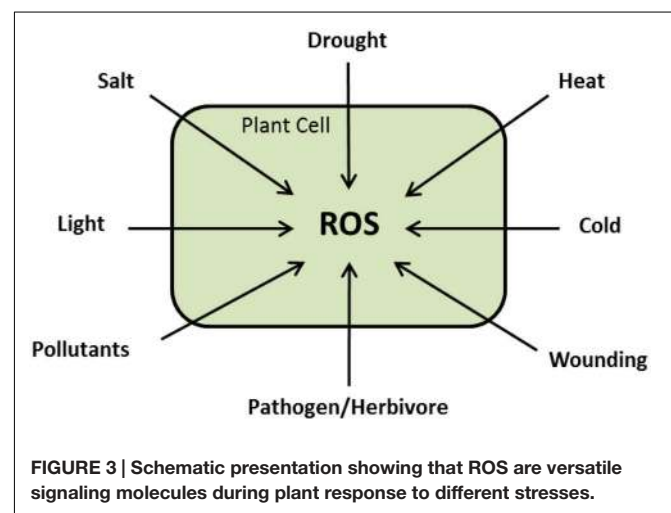 Drought
Salt
Heat
Plant Cell
Light
ROS
Cold
Pollutants
Wounding
Pathogen/Herbivore
FIGURE 3 | Schematic presentation showing that ROS are versatile
signaling molecules during plant response to different stresses.